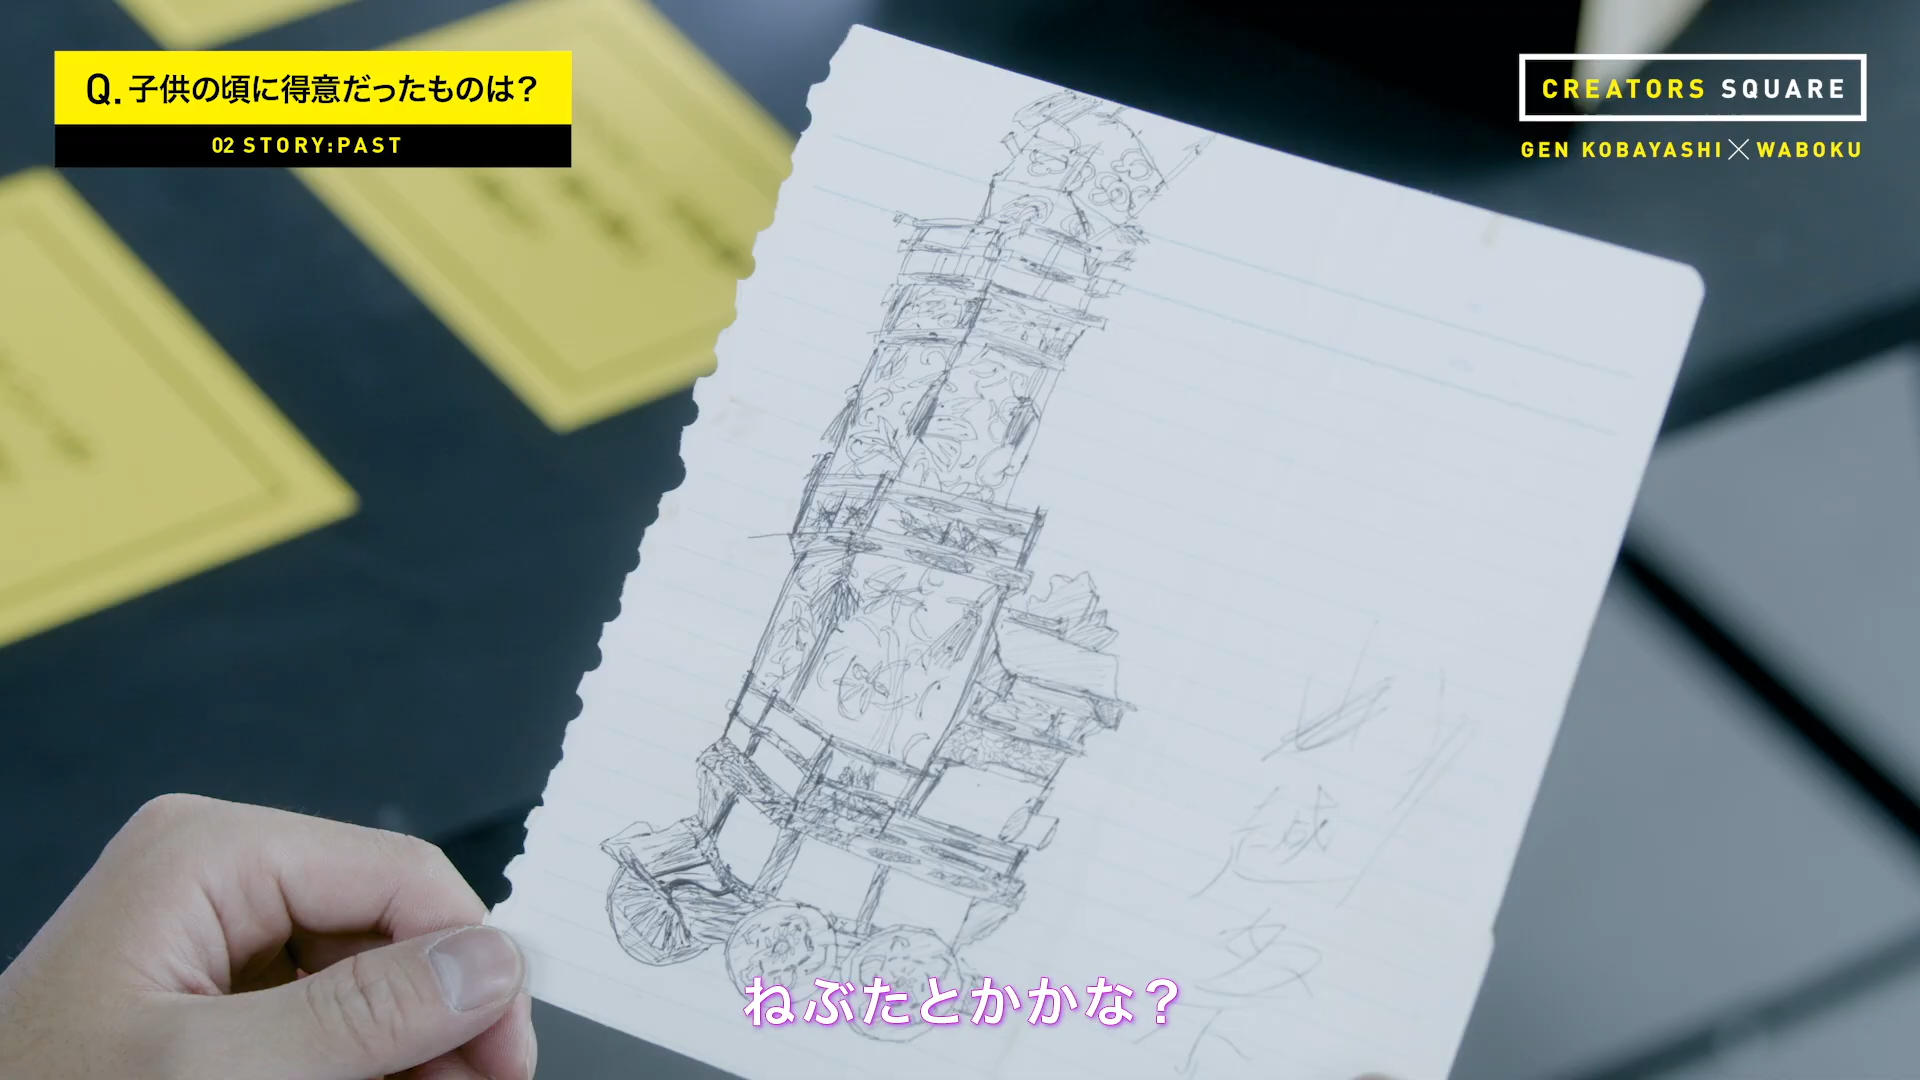 Q.子供の頃に得意だったものは?
02 STORY:PAST
CREATORS SQUARE
GEN KOBAYASHI×WABOKU
ねぶたとかかな?